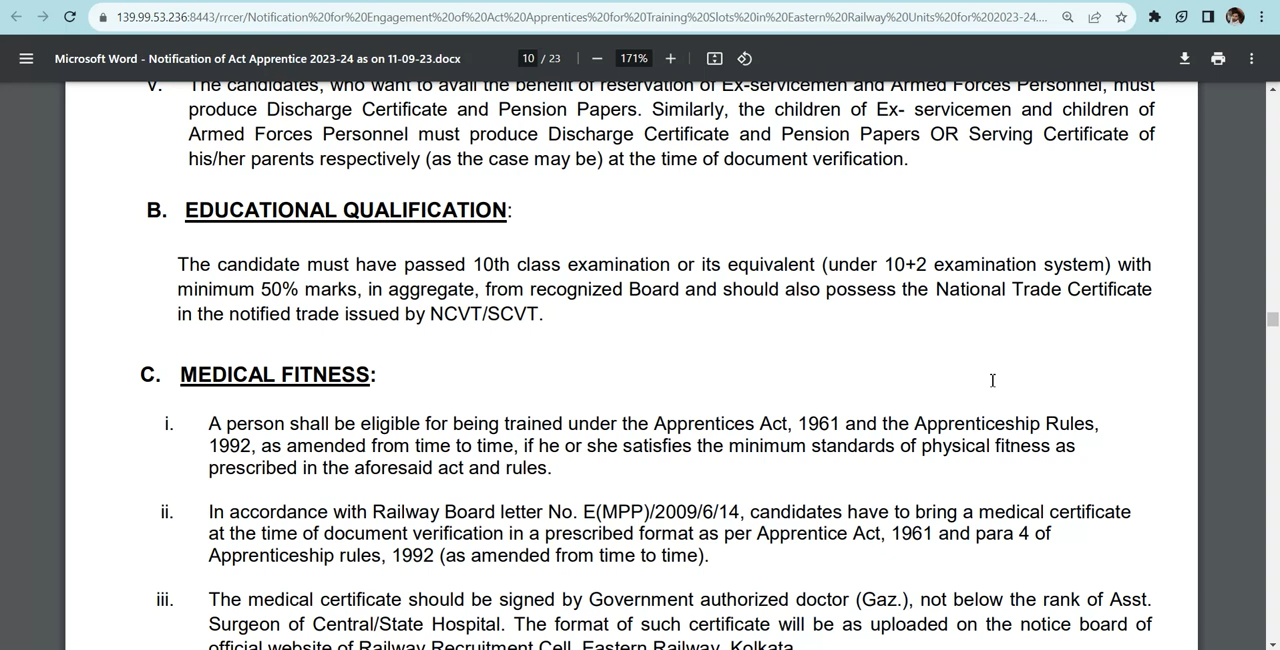 139.99.53.236:8443/rrcer/Notification%20for%20Engagement%20of%20Act%20Apprentices%20for%20Training%20Slots%20in%20Eastern%20Railway%20Units%20for%202023-24....
Microsoft Word - Notification of Act Apprentice 2023-24 as on 11-09-23.docx
10 / 23
171%
v. The candidates, who want to avail the benefit of reservation of Ex-servicemen and Armed Forces Personnel, must
produce Discharge Certificate and Pension Papers. Similarly, the children of Ex- servicemen and children of
Armed Forces Personnel must produce Discharge Certificate and Pension Papers OR Serving Certificate of
his/her parents respectively (as the case may be) at the time of document verification.
B. EDUCATIONAL QUALIFICATION:
The candidate must have passed 10th class examination or its equivalent (under 10+2 examination system) with
minimum 50% marks, in aggregate, from recognized Board and should also possess the National Trade Certificate
in the notified trade issued by NCVT/SCVT.
C. MEDICAL FITNESS:
i. A person shall be eligible for being trained under the Apprentices Act, 1961 and the Apprenticeship Rules,
1992, as amended from time to time, if he or she satisfies the minimum standards of physical fitness as
prescribed in the aforesaid act and rules.
ii. In accordance with Railway Board letter No. E(MPP)/2009/6/14, candidates have to bring a medical certificate
at the time of document verification in a prescribed format as per Apprentice Act, 1961 and para 4 of
Apprenticeship rules, 1992 (as amended from time to time).
iii. The medical certificate should be signed by Government authorized doctor (Gaz.), not below the rank of Asst.
Surgeon of Central/State Hospital. The format of such certificate will be as uploaded on the notice board of
official website of Railway Recruitment Cell, Eastern Railway, Kolkata